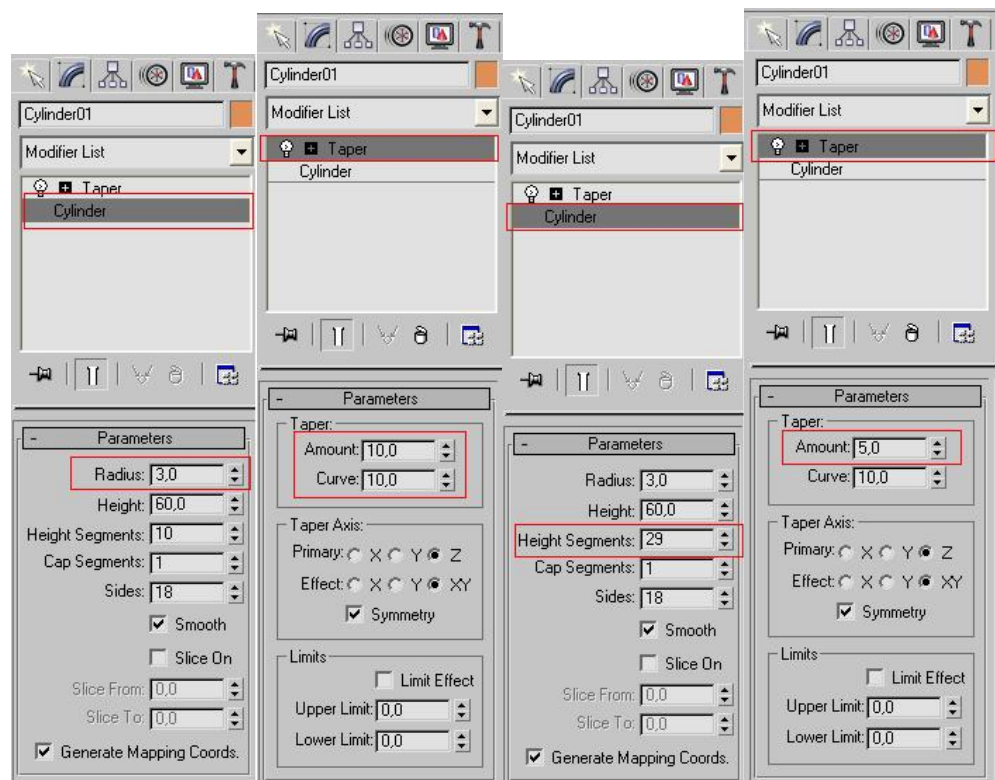 Cylinder01
Modifier List
Taper
Cylinder
- Parameters
Radius: 3,0
Height: 60,0
Height Segments: 10
Cap Segments: 1
Sides: 18
Smooth
Slice On
Slice From: 0,0
Slice To: 0,0
Generate Mapping Coords.
Cylinder01
Modifier List
Taper
Cylinder
- Parameters
Taper:
Amount: 10,0
Curve: 10,0
Taper Axis:
Primary: X Y Z
Effect: X Y XY
Symmetry
Limits
Limit Effect
Upper Limit: 0,0
Lower Limit: 0,0
Cylinder01
Modifier List
Taper
Cylinder
- Parameters
Radius: 3,0
Height: 60,0
Height Segments: 29
Cap Segments: 1
Sides: 18
Smooth
Slice On
Slice From: 0,0
Slice To: 0,0
Generate Mapping Coords.
Cylinder01
Modifier List
Taper
Cylinder
- Parameters
Taper:
Amount: 5,0
Curve: 10,0
Taper Axis:
Primary: X Y Z
Effect: X Y XY
Symmetry
Limits
Limit Effect
Upper Limit: 0,0
Lower Limit: 0,0